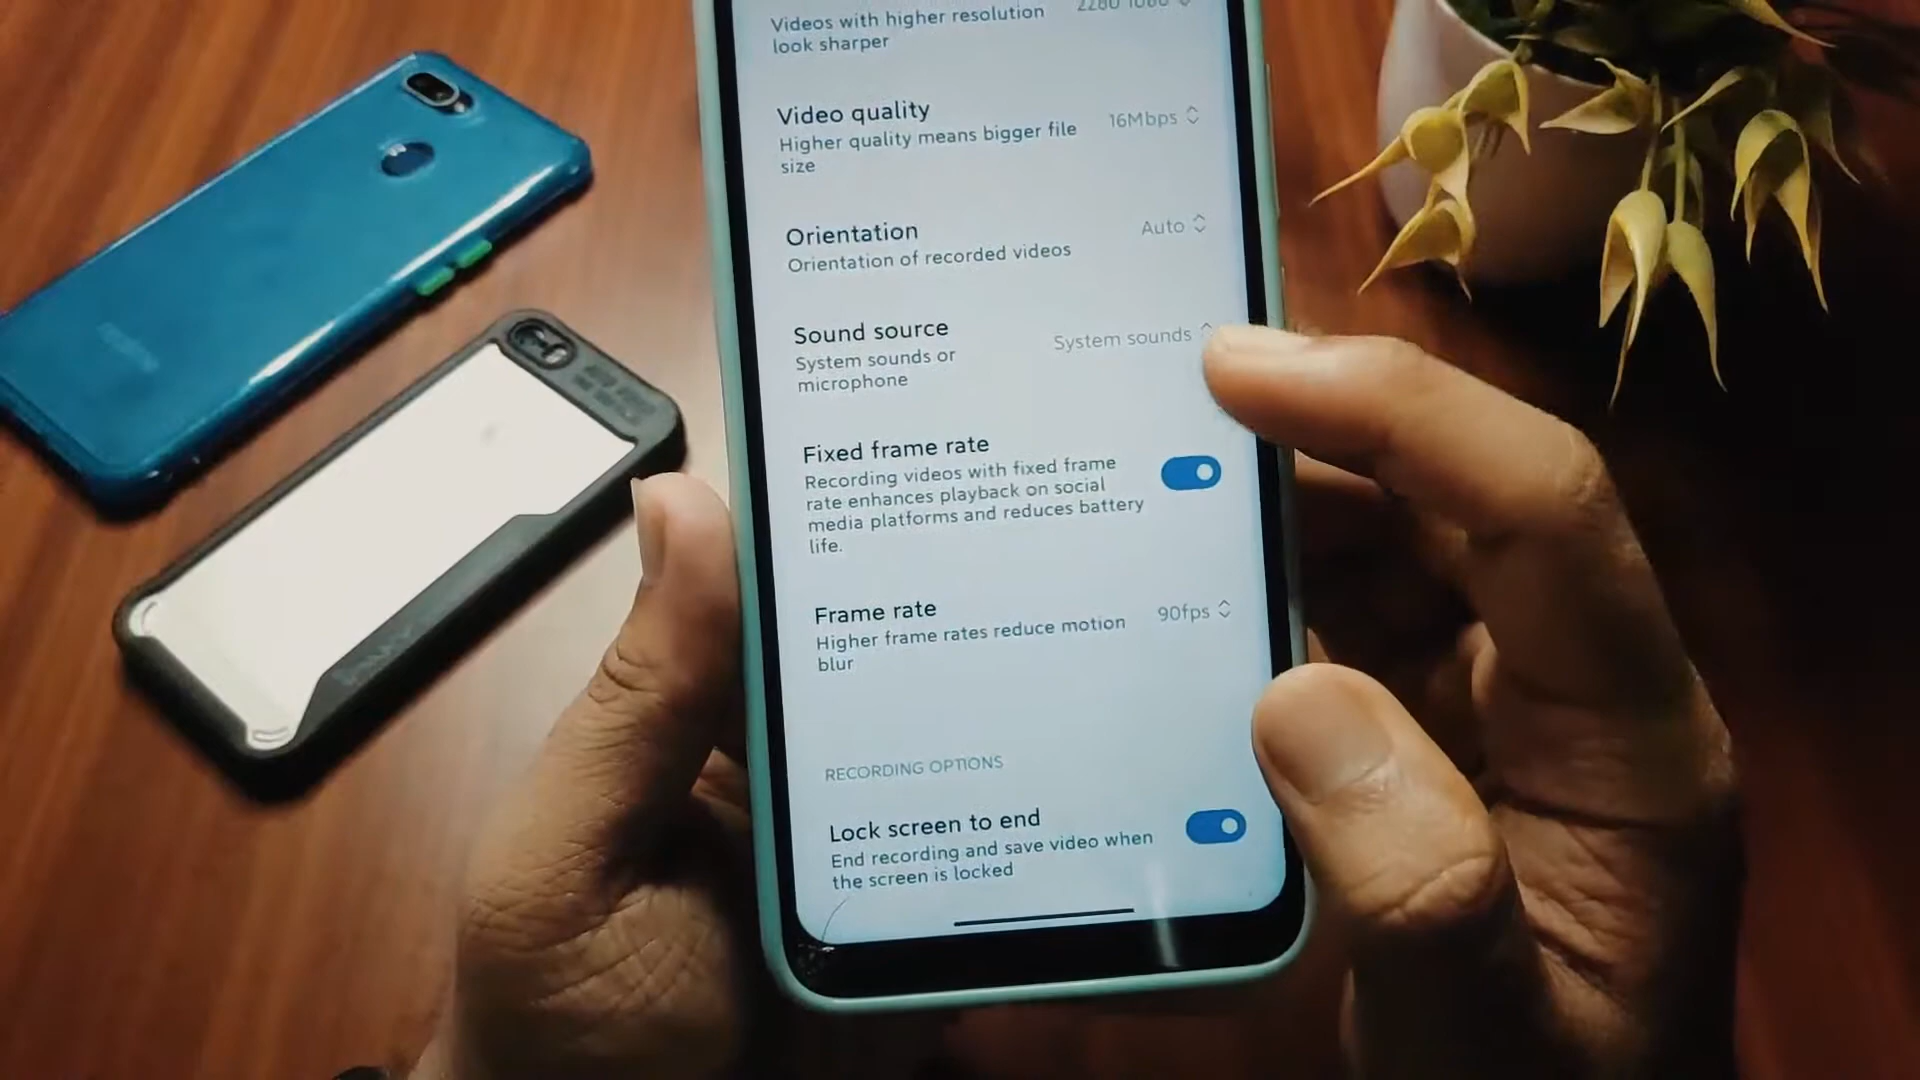 Videos with higher resolution
look sharper
Video quality
16Mbps
Higher quality means bigger file
size
Orientation
Auto
Orientation of recorded videos
Sound source
System sounds
System sounds or
microphone
Fixed frame rate
Recording videos with fixed frame
rate enhances playback on social
media platforms and reduces battery
life.
Frame rate
90fps
Higher frame rates reduce motion
blur
RECORDING OPTIONS
Lock screen to end
End recording and save video when
the screen is locked